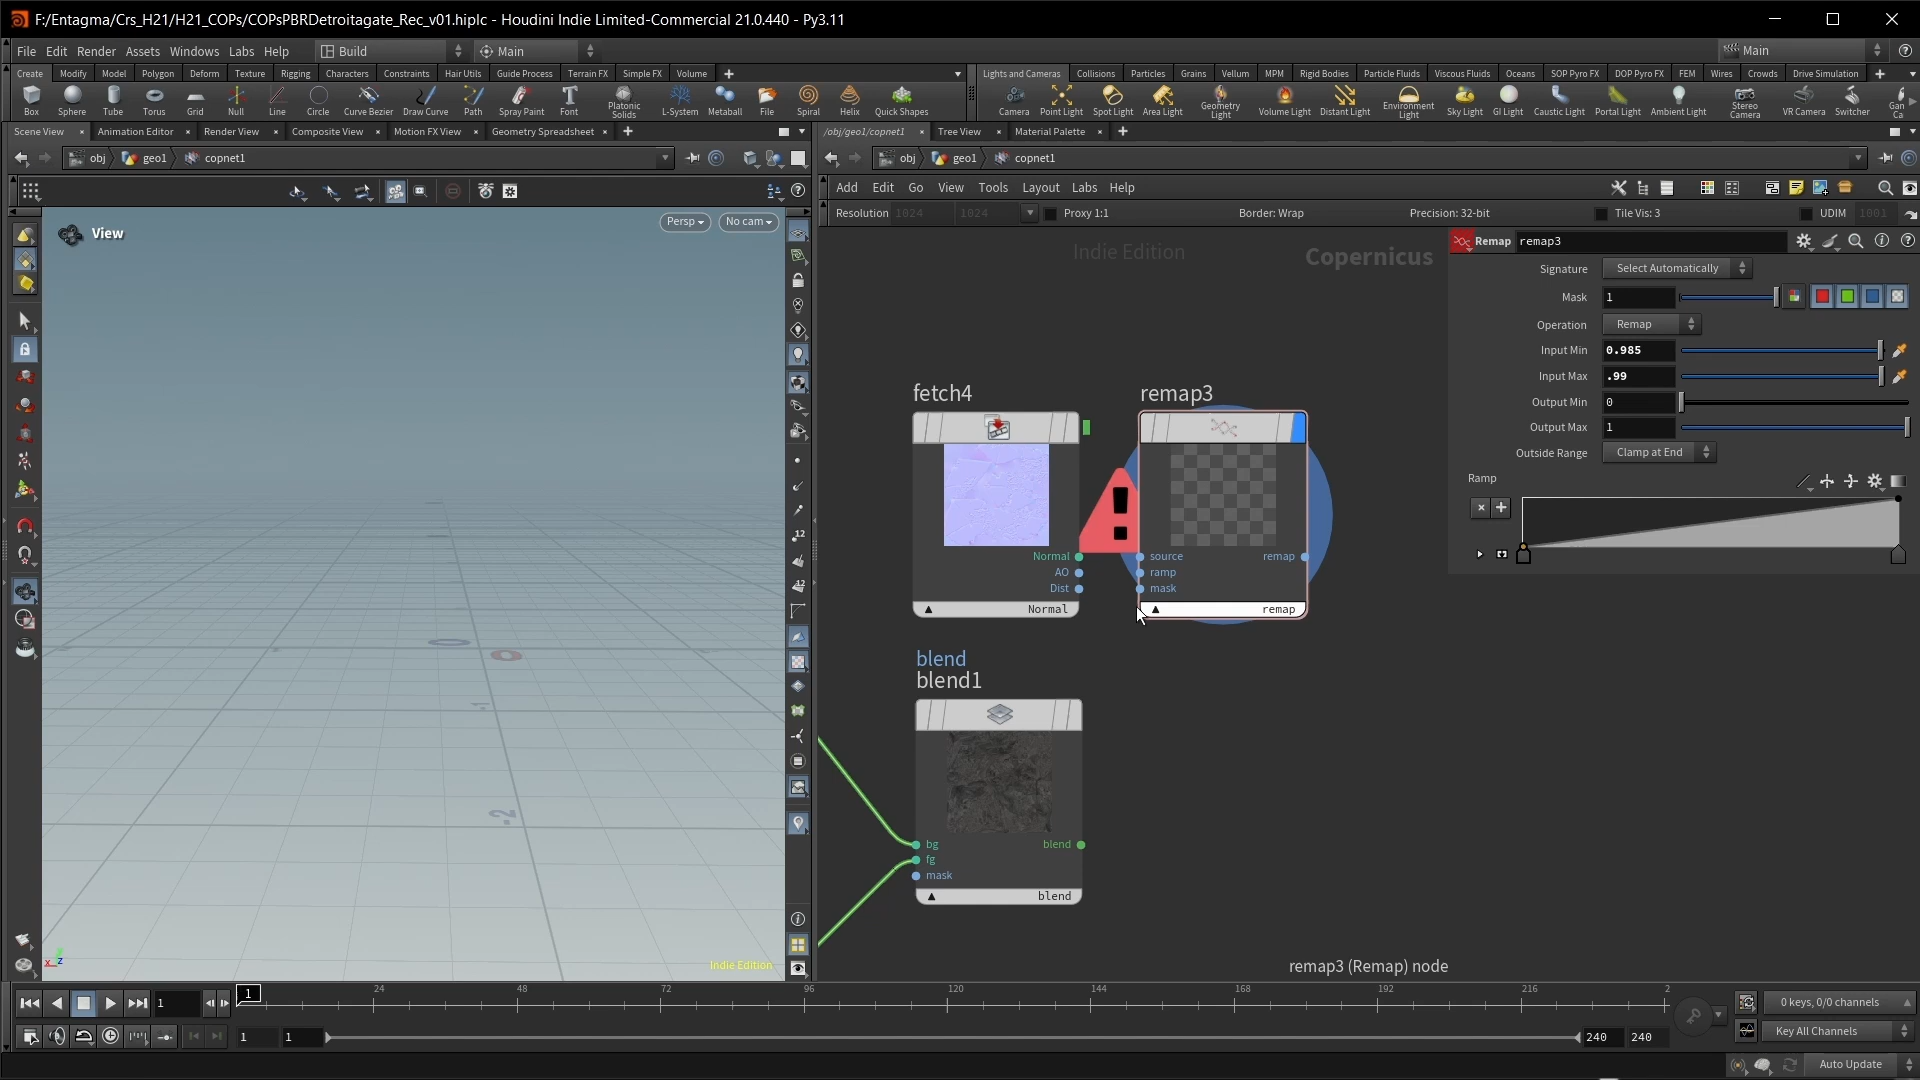 F:/Entagma/Crs_H21/H21_COPs/COPsPBRDetroitagate_Rec_v01.hiplc - Houdini Indie Limited-Commercial 21.0.440 - Py3.11
File Edit Render Assets Windows Labs Help Build Main Main
Create Modify Model Polygon Deform Texture Rigging Characters Constraints Hair Utils Guide Process Terrain FX Simple FX Volume
Lights and Cameras Collisions Particles Grains Vellum MPM Rigid Bodies Particle Fluids Viscous Fluids Oceans SOP Pyro FX DOP Pyro FX FEM Wires Crowds Drive Simulation
Box Sphere Tube Torus Grid Null Line Circle Curve Bezier Draw Curve Path Spray Paint Font Platonic Solids L-System Metaball File Spiral Helix Quick Shapes
Camera Point Light Spot Light Area Light Geometry Light Volume Light Distant Light Environment Light Sky Light GI Light Caustic Light Portal Light Ambient Light Stereo Camera VR Camera Switcher Gan Ca
Scene View Animation Editor Render View Composite View Motion FX View Geometry Spreadsheet
/obj/geo1/copnet1 Tree View Material Palette
obj geo1 copnet1
obj geo1 copnet1
Add Edit Go View Tools Layout Labs Help
Resolution 1024 1024 Proxy 1:1 Border: Wrap Precision: 32-bit Tile Vis: 3 UDIM 1001
View
Persp No cam
Indie Edition
Copernicus
Remap remap3
Signature Select Automatically
Mask 1
Operation Remap
Input Min 0.985
Input Max .99
Output Min 0
Output Max 1
Outside Range Clamp at End
Ramp
fetch4
Normal
AO
Dist
Normal
remap3
source remap
ramp
mask
remap
blend
blend1
bg blend
fg
mask
blend
12
12
Indie Edition
remap3 (Remap) node
1 1 24 48 72 96 120 144 168 192 216 2
0 keys, 0/0 channels
1 1 240 240
Key All Channels
Auto Update